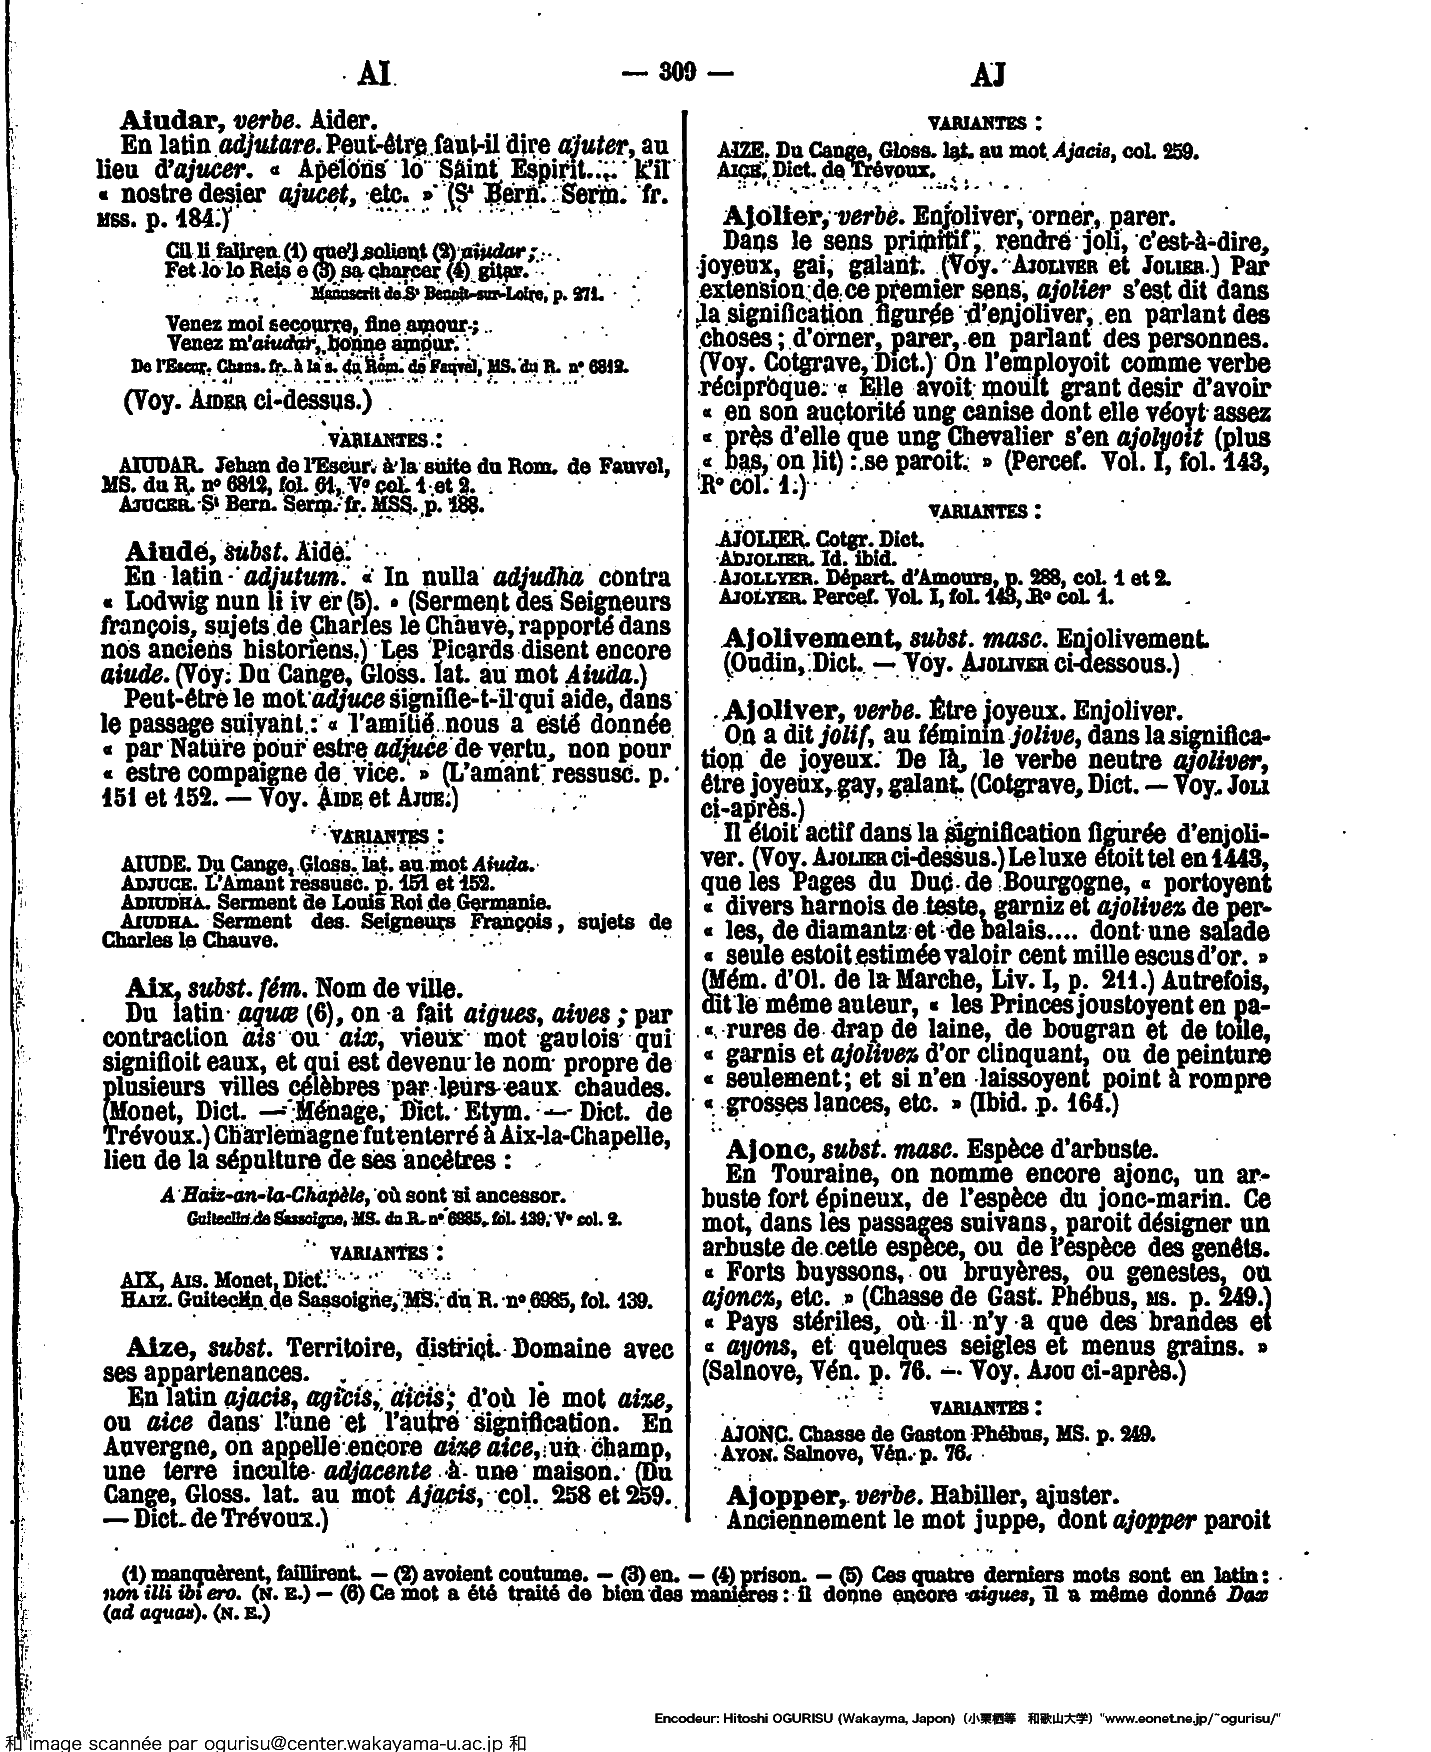 AI
— 309 —
AJ
Aiudar, verbe. Aider.
En latin adjutare. Peut-être faut-il dire ajuter, au
lieu d'ajucer. « Apelons lo Saint Espirit.... k'il
« nostre desier ajucet, etc. » (St Bern. Serm. fr.
MSS. p. 184.)
Cil li faliren (1) que'l solient (2) aiudar;
Fet lo lo Reis e (3) sa charcer (4) gitar.
Manuscrit de St Benoit-sur-Loire, p. 271.
Venez moi secourre, fine amour;
Venez m'aiudar, bonne amour.
De l'Escur. Chans. fr. à la s. du Rom. de Fauvel, MS. du R. n° 6812.
(Voy. AIDER ci-dessus.)
VARIANTES :
AIUDAR. Jehan de l'Escur. à la suite du Rom. de Fauvel,
MS. du R. n° 6812, fol. 61, V° col. 1 et 2.
AJUCER. St Bern. Serm. fr. MSS. p. 188.
Aiude, subst. Aide.
En latin adjutum. « In nulla adjudha contra
« Lodwig nun li iv er (5). » (Serment des Seigneurs
françois, sujets de Charles le Chauve, rapporté dans
nos anciens historiens.) Les Picards disent encore
aiude. (Voy. Du Cange, Gloss. lat. au mot Aiuda.)
Peut-être le mot adjuce signifie-t-il qui aide, dans
le passage suivant : « l'amitié nous a esté donnée
« par Nature pour estre adjuce de vertu, non pour
« estre compaigne de vice. » (L'amant ressusc. p.
151 et 152. — Voy. AIDE et AJUE.)
VARIANTES :
AIUDE. Du Cange, Gloss. lat. au mot Aiuda.
ADJUCE. L'Amant ressusc. p. 151 et 152.
ADIUDHA. Serment de Louis Roi de Germanie.
AIUDHA. Serment des Seigneurs François, sujets de
Charles le Chauve.
Aix, subst. fém. Nom de ville.
Du latin aquæ (6), on a fait aigues, aives ; par
contraction ais ou aix, vieux mot gaulois qui
signifioit eaux, et qui est devenu le nom propre de
plusieurs villes célèbres par leurs eaux chaudes.
(Monet, Dict. — Ménage, Dict. Etym. — Dict. de
Trévoux.) Charlemagne fut enterré à Aix-la-Chapelle,
lieu de la sépulture de ses ancêtres :
A Haiz-an-la-Chapèle, où sont si ancessor.
Guiteclin de Sassoigne, MS. du R. n° 6985, fol. 139, V° col. 2.
VARIANTES :
AIX, AIS. Monet, Dict.
HAIZ. Guiteclin de Sassoigne, MS. du R. n° 6985, fol. 139.
Aize, subst. Territoire, district. Domaine avec
ses appartenances.
En latin ajacis, agicis, aicis; d'où le mot aize,
ou aice dans l'une et l'autre signification. En
Auvergne, on appelle encore aize aice, un champ,
une terre inculte adjacente à une maison. (Du
Cange, Gloss. lat. au mot Ajacis, col. 258 et 259.
— Dict. de Trévoux.)
VARIANTES :
AIZE. Du Cange, Gloss. lat. au mot Ajacis, col. 259.
AICE. Dict. de Trévoux.
Ajolier, verbe. Enjoliver, orner, parer.
Dans le sens primitif, rendre joli, c'est-à-dire,
joyeux, gai, galant. (Voy. AJOLIVER et JOLIER.) Par
extension de ce premier sens, ajolier s'est dit dans
la signification figurée d'enjoliver, en parlant des
choses ; d'orner, parer, en parlant des personnes.
(Voy. Cotgrave, Dict.) On l'employoit comme verbe
réciproque. « Elle avoit moult grant desir d'avoir
« en son auctorité ung canise dont elle véoyt assez
« près d'elle que ung Chevalier s'en ajolyoit (plus
« bas, on lit) : se paroit. » (Percef. Vol. I, fol. 143,
R° col. 1.)
VARIANTES :
AJOLIER. Cotgr. Dict.
ADJOLIER. Id. ibid.
AJOLLYER. Départ. d'Amours, p. 288, col. 1 et 2.
AJOLYER. Percef. Vol. I, fol. 143, R° col. 1.
Ajolivement, subst. masc. Enjolivement.
(Oudin, Dict. — Voy. AJOLIVER ci-dessous.)
Ajoliver, verbe. Être joyeux. Enjoliver.
On a dit jolif, au féminin jolive, dans la significa-
tion de joyeux. De là, le verbe neutre ajoliver,
être joyeux, gay, galant. (Cotgrave, Dict. — Voy. JOLI
ci-après.)
Il étoit actif dans la signification figurée d'enjoli-
ver. (Voy. AJOLIER ci-dessus.) Le luxe étoit tel en 1443,
que les Pages du Duc de Bourgogne, « portoyent
« divers harnois de teste, garniz et ajolivez de per-
« les, de diamantz et de balais.... dont une salade
« seule estoit estimée valoir cent mille escus d'or. »
(Mém. d'Ol. de la Marche, Liv. I, p. 211.) Autrefois,
dit le même auteur, « les Princes joustoyent en pa-
« rures de drap de laine, de bougran et de toile,
« garnis et ajolivez d'or clinquant, ou de peinture
« seulement ; et si n'en laissoyent point à rompre
« grosses lances, etc. » (Ibid. p. 164.)
Ajonc, subst. masc. Espèce d'arbuste.
En Touraine, on nomme encore ajonc, un ar-
buste fort épineux, de l'espèce du jonc-marin. Ce
mot, dans les passages suivans, paroit désigner un
arbuste de cette espèce, ou de l'espèce des genêts.
« Forts buyssons, ou bruyères, ou genestes, ou
ajoncz, etc. » (Chasse de Gast. Phébus, MS. p. 249.)
« Pays stériles, où il n'y a que des brandes et
« ayons, et quelques seigles et menus grains. »
(Salnove, Vén. p. 76. — Voy. AJOU ci-après.)
VARIANTES :
AJONC. Chasse de Gaston Phébus, MS. p. 249.
AYON. Salnove, Vén. p. 76.
Ajopper, verbe. Habiller, ajuster.
Anciennement le mot juppe, dont ajopper paroit
(1) manquèrent, faillirent. — (2) avoient coutume. — (3) en. — (4) prison. — (5) Ces quatre derniers mots sont en latin :
non illi ibi ero. (N. E.) — (6) Ce mot a été traité de bien des manières : il donne encore aigues, il a même donné Dax
(ad aquas). (N. E.)
Encodeur: Hitoshi OGURISU (Wakayma, Japon) (小栗栖等 和歌山大学) "www.eonet.ne.jp/~ogurisu/"
和 image scannée par ogurisu@center.wakayama-u.ac.jp 和